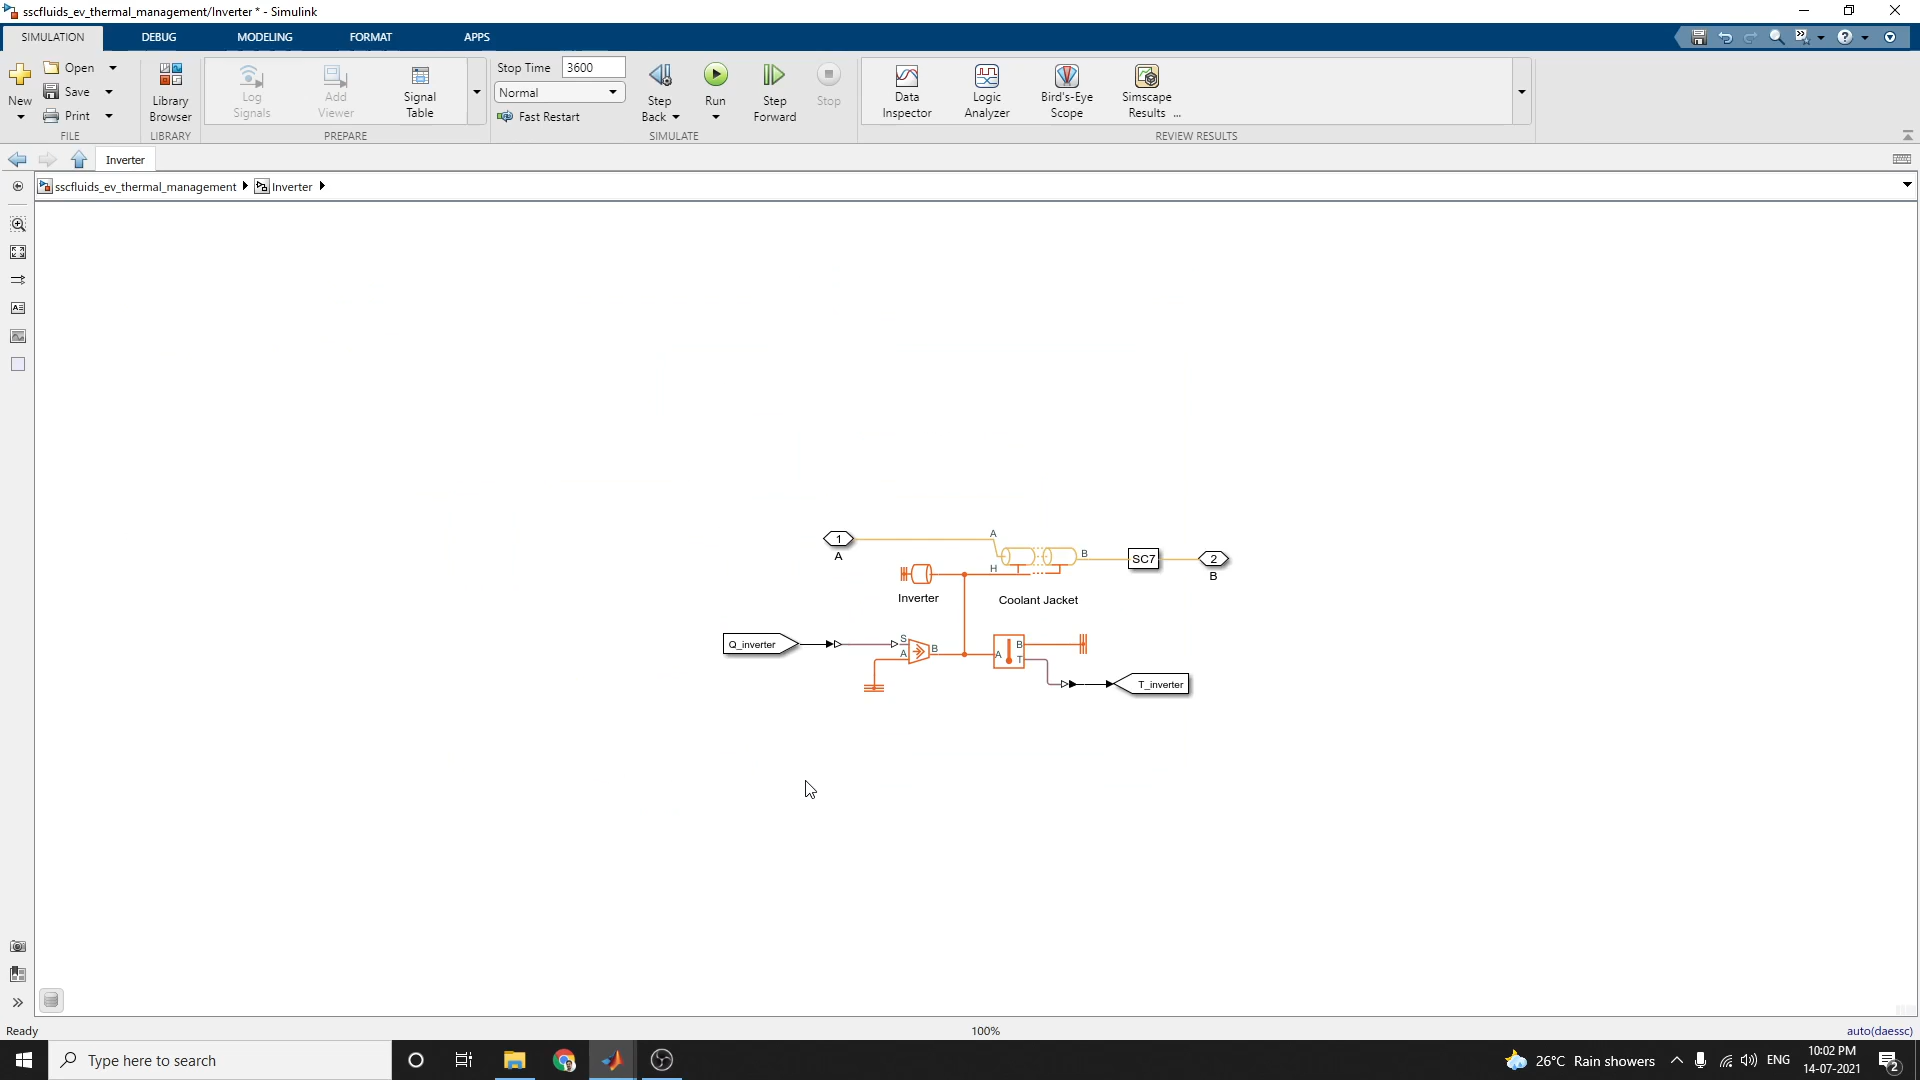 sscfluids_ev_thermal_management/Inverter * - Simulink
SIMULATION DEBUG MODELING FORMAT APPS
New
Open
Save
Print
FILE
Library
Browser
LIBRARY
Log
Signals
Add
Viewer
Signal
Table
PREPARE
Stop Time 3600
Normal
Fast Restart
Step
Back
Run
Step
Forward
Stop
SIMULATE
Data
Inspector
Logic
Analyzer
Bird's-Eye
Scope
Simscape
Results ...
REVIEW RESULTS
Inverter
sscfluids_ev_thermal_management Inverter
1
A
A
H
B
SC7
2
B
Inverter
Coolant Jacket
Q_inverter
S
A
B
A
B
T
T_inverter
Ready
100%
auto(daessc)
Type here to search
26°C Rain showers
ENG
10:02 PM
14-07-2021
2